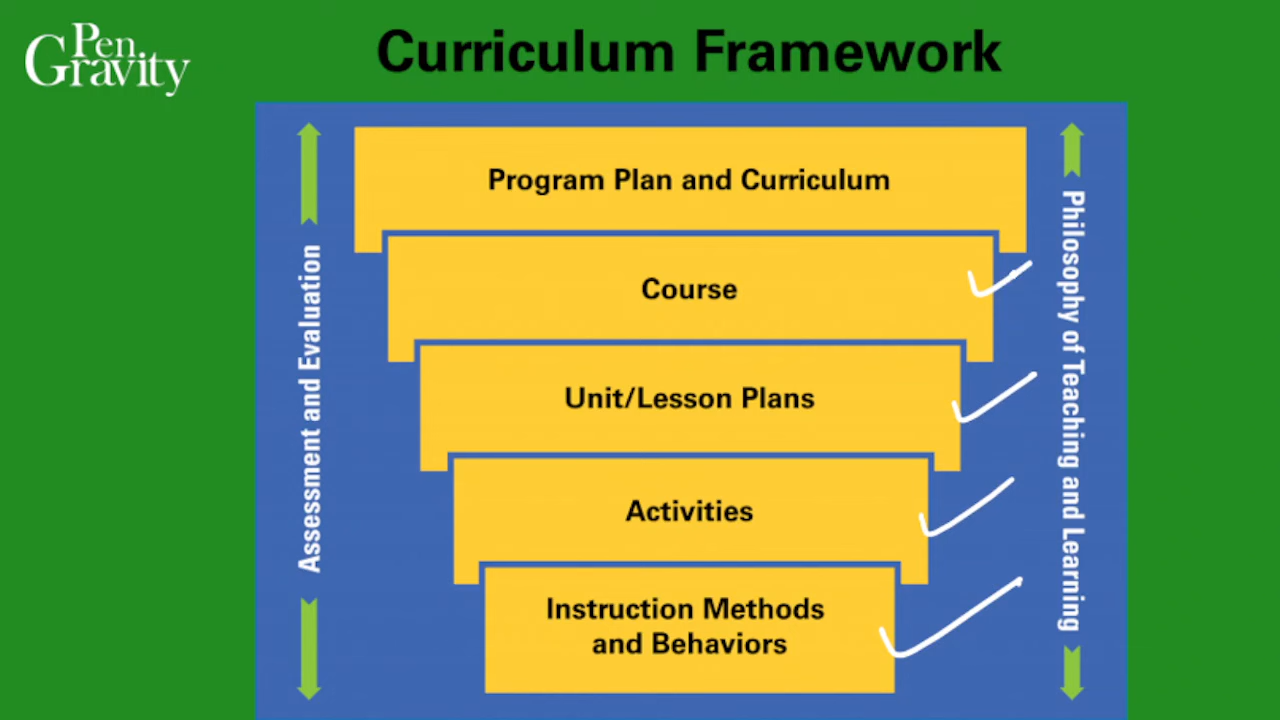 Pen
Gravity
Curriculum Framework
Program Plan and Curriculum
Course
Unit/Lesson Plans
Activities
Instruction Methods
and Behaviors
Assessment and Evaluation
Philosophy of Teaching and Learning